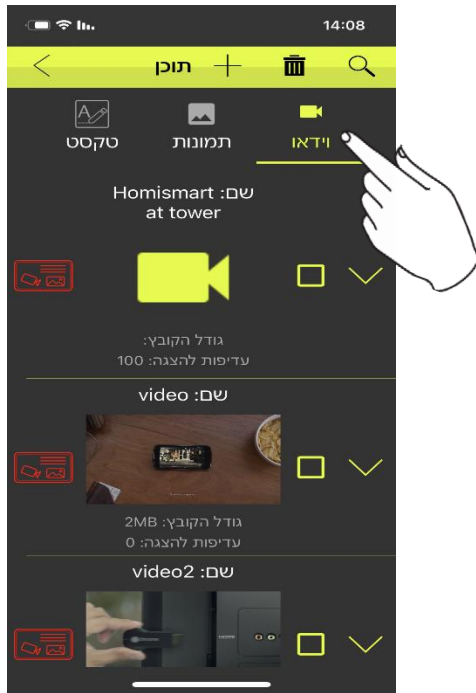 14:08
תוכן
וידאו
תמונות
טקסט
שם: Homismart
at tower
גודל הקובץ:
עדיפות להצגה: 100
שם: video
גודל הקובץ: 2MB
עדיפות להצגה: 0
שם: video2